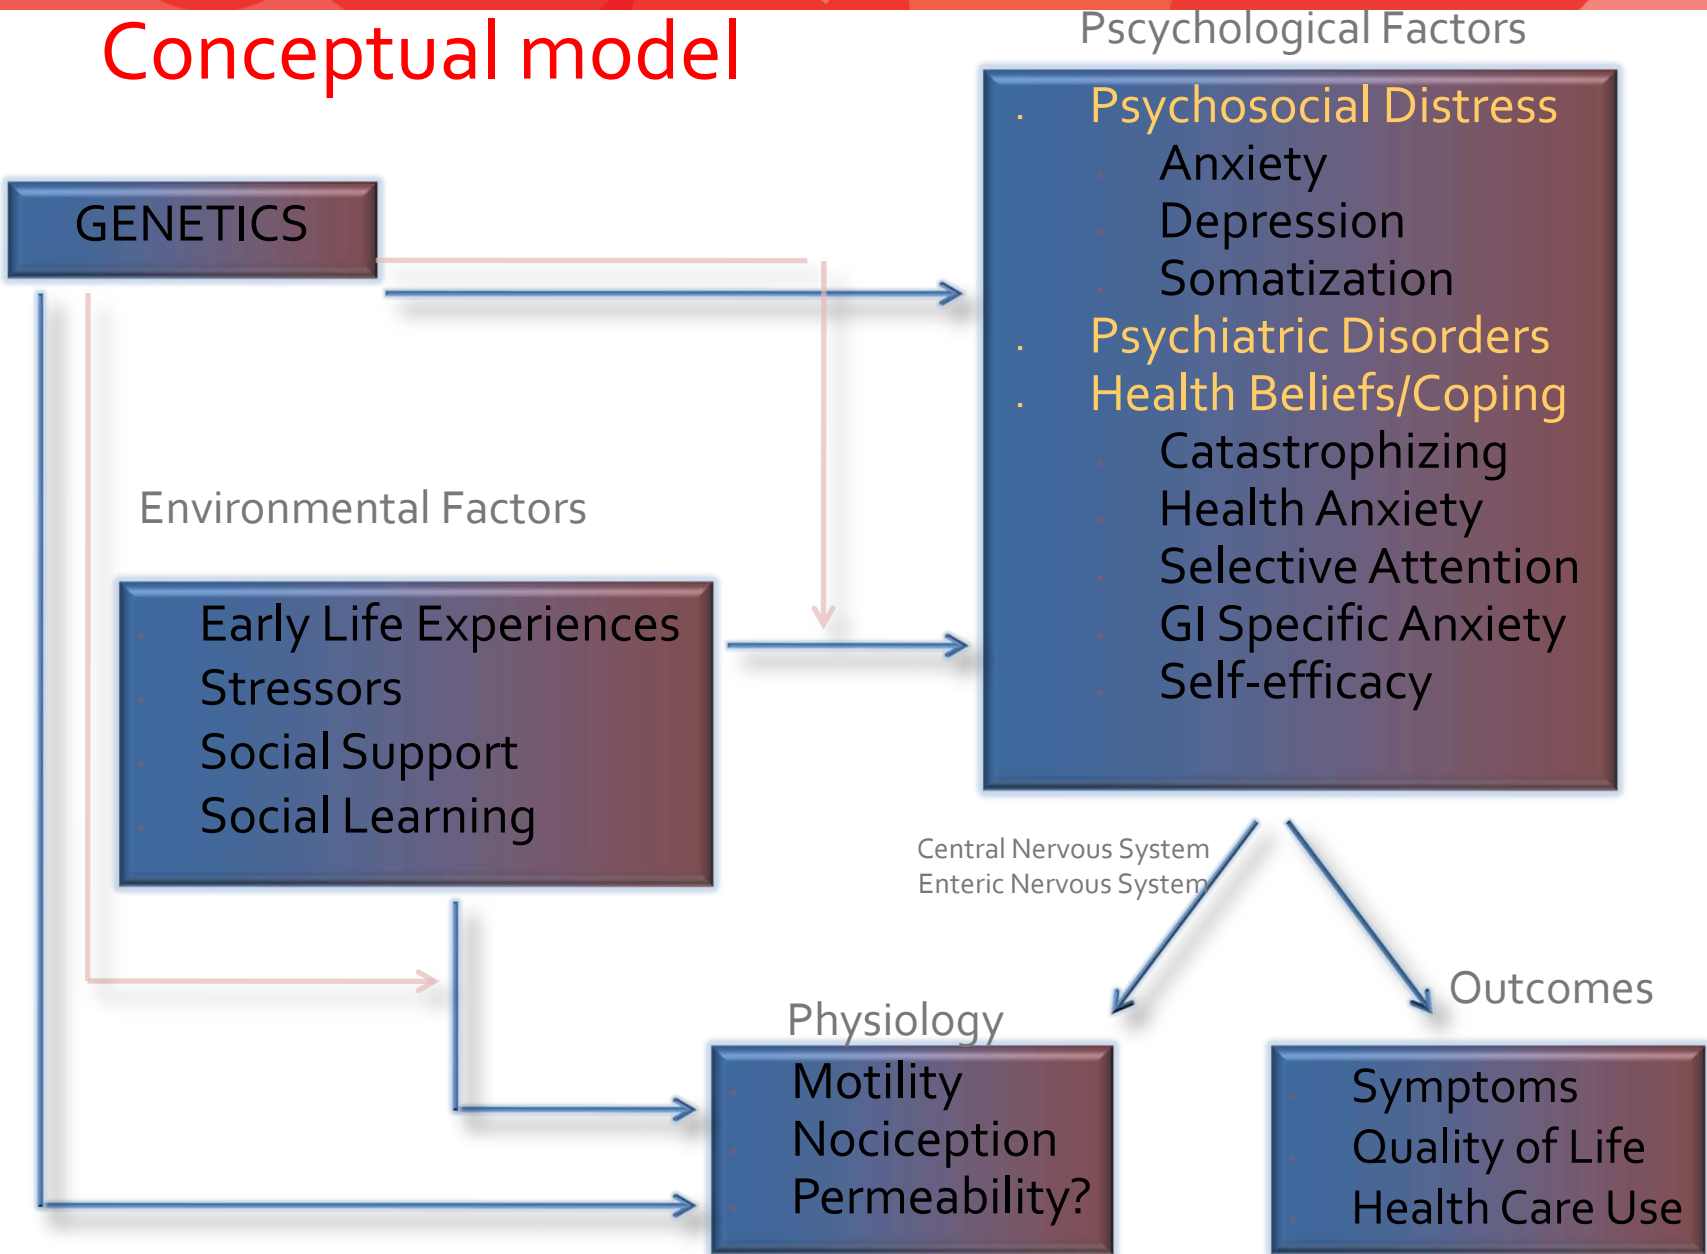 Conceptual model
Pscychological Factors
Psychosocial Distress
Anxiety
Depression
Somatization
Psychiatric Disorders
Health Beliefs/Coping
Catastrophizing
Health Anxiety
Selective Attention
GI Specific Anxiety
Self-efficacy
GENETICS
Environmental Factors
Early Life Experiences
Stressors
Social Support
Social Learning
Central Nervous System
Enteric Nervous System
Physiology
Motility
Nociception
Permeability?
Outcomes
Symptoms
Quality of Life
Health Care Use